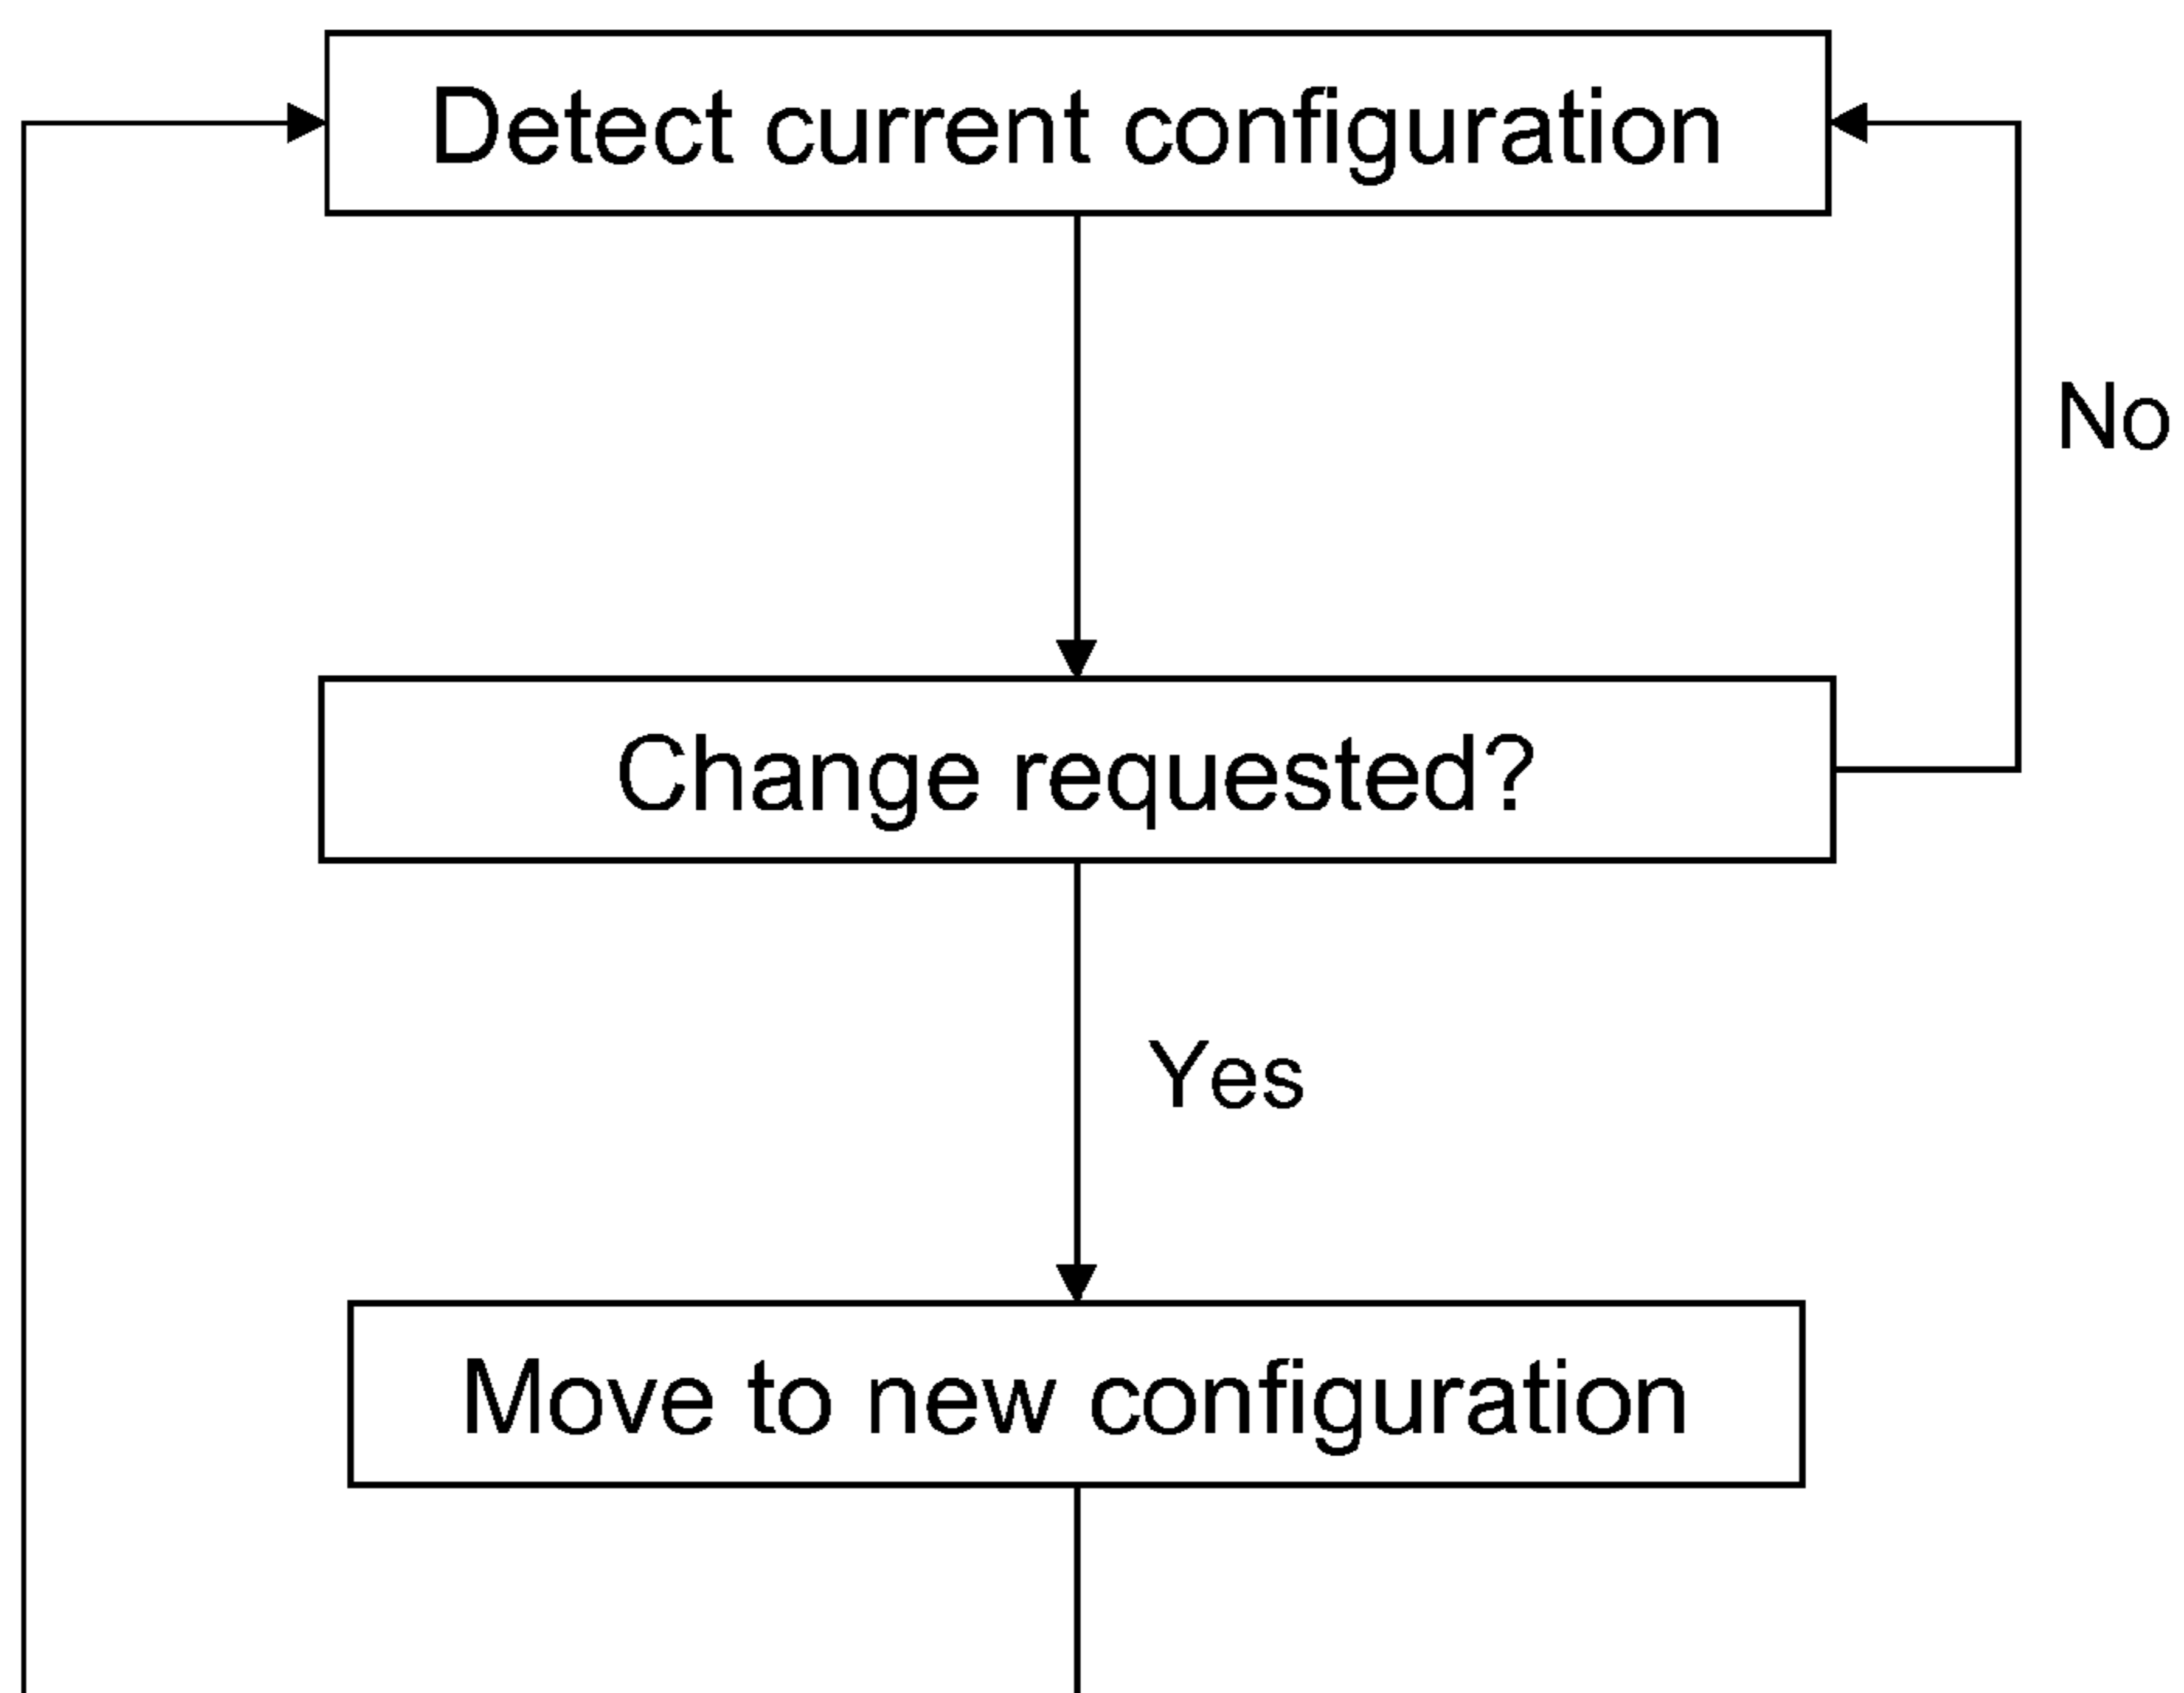 Detect current configuration
No
Change requested?
Yes
Move to new configuration